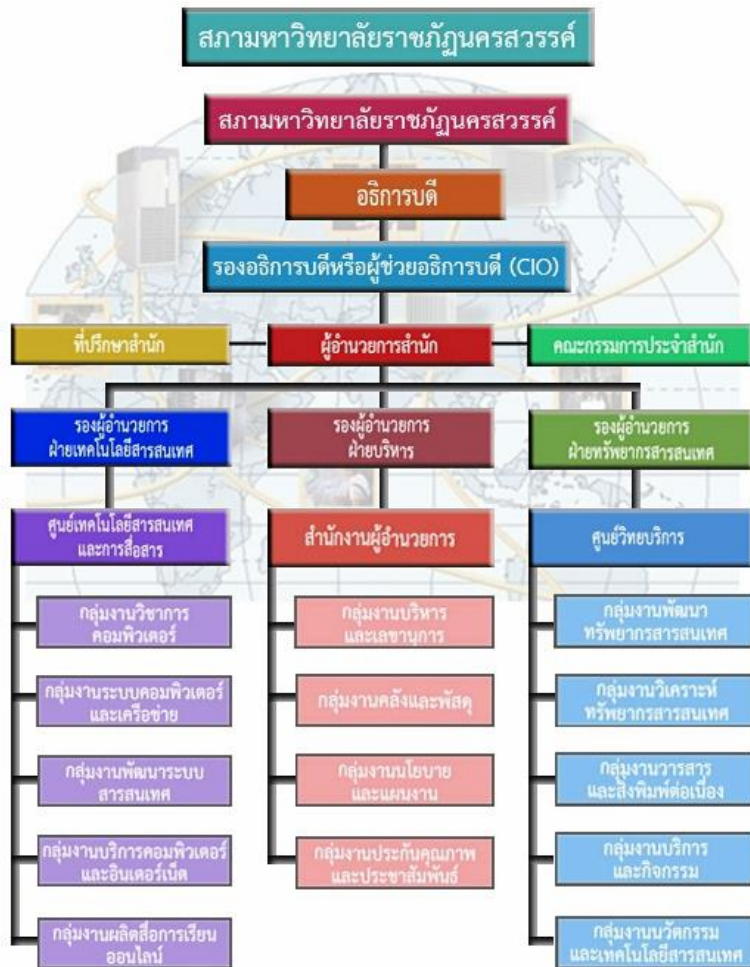 สภามหาวิทยาลัยราชภัฏนครสวรรค์
สภามหาวิทยาลัยราชภัฏนครสวรรค์
อธิการบดี
รองอธิการบดีหรือผู้ช่วยอธิการบดี (CIO)
ที่ปรึกษาสำนัก
ผู้อำนวยการสำนัก
คณะกรรมการประจำสำนัก
รองผู้อำนวยการ
ฝ่ายเทคโนโลยีสารสนเทศ
รองผู้อำนวยการ
ฝ่ายบริหาร
รองผู้อำนวยการ
ฝ่ายทรัพยากรสารสนเทศ
ศูนย์เทคโนโลยีสารสนเทศ
และการสื่อสาร
สำนักงานผู้อำนวยการ
ศูนย์วิทยบริการ
กลุ่มงานวิชาการ
คอมพิวเตอร์
กลุ่มงานระบบคอมพิวเตอร์
และเครือข่าย
กลุ่มงานพัฒนาระบบ
สารสนเทศ
กลุ่มงานบริการคอมพิวเตอร์
และอินเตอร์เน็ต
กลุ่มงานผลิตสื่อการเรียน
ออนไลน์
กลุ่มงานบริหาร
และเลขานุการ
กลุ่มงานคลังและพัสดุ
กลุ่มงานนโยบาย
และแผนงาน
กลุ่มงานประกันคุณภาพ
และประชาสัมพันธ์
กลุ่มงานพัฒนา
ทรัพยากรสารสนเทศ
กลุ่มงานวิเคราะห์
ทรัพยากรสารสนเทศ
กลุ่มงานวารสาร
และสิ่งพิมพ์ต่อเนื่อง
กลุ่มงานบริการ
และกิจกรรม
กลุ่มงานนวัตกรรม
และเทคโนโลยีสารสนเทศ